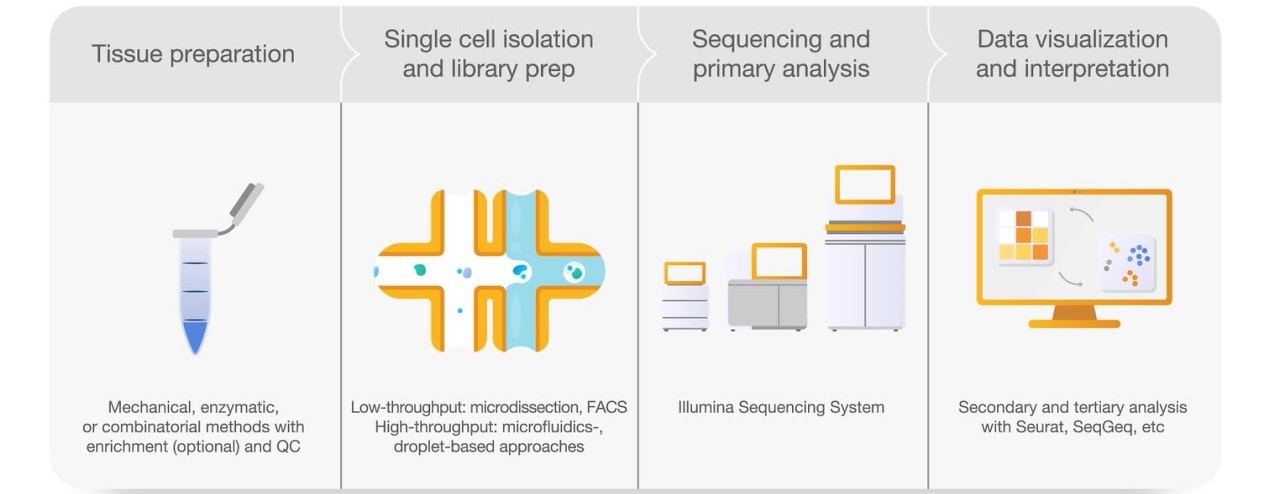 Tissue preparation
Single cell isolation
and library prep
Sequencing and
primary analysis
Data visualization
and interpretation
Mechanical, enzymatic,
or combinatorial methods with
enrichment (optional) and QC
Low-throughput: microdissection, FACS
High-throughput: microfluidics-,
droplet-based approaches
Illumina Sequencing System
Secondary and tertiary analysis
with Seurat, SeqGeq, etc